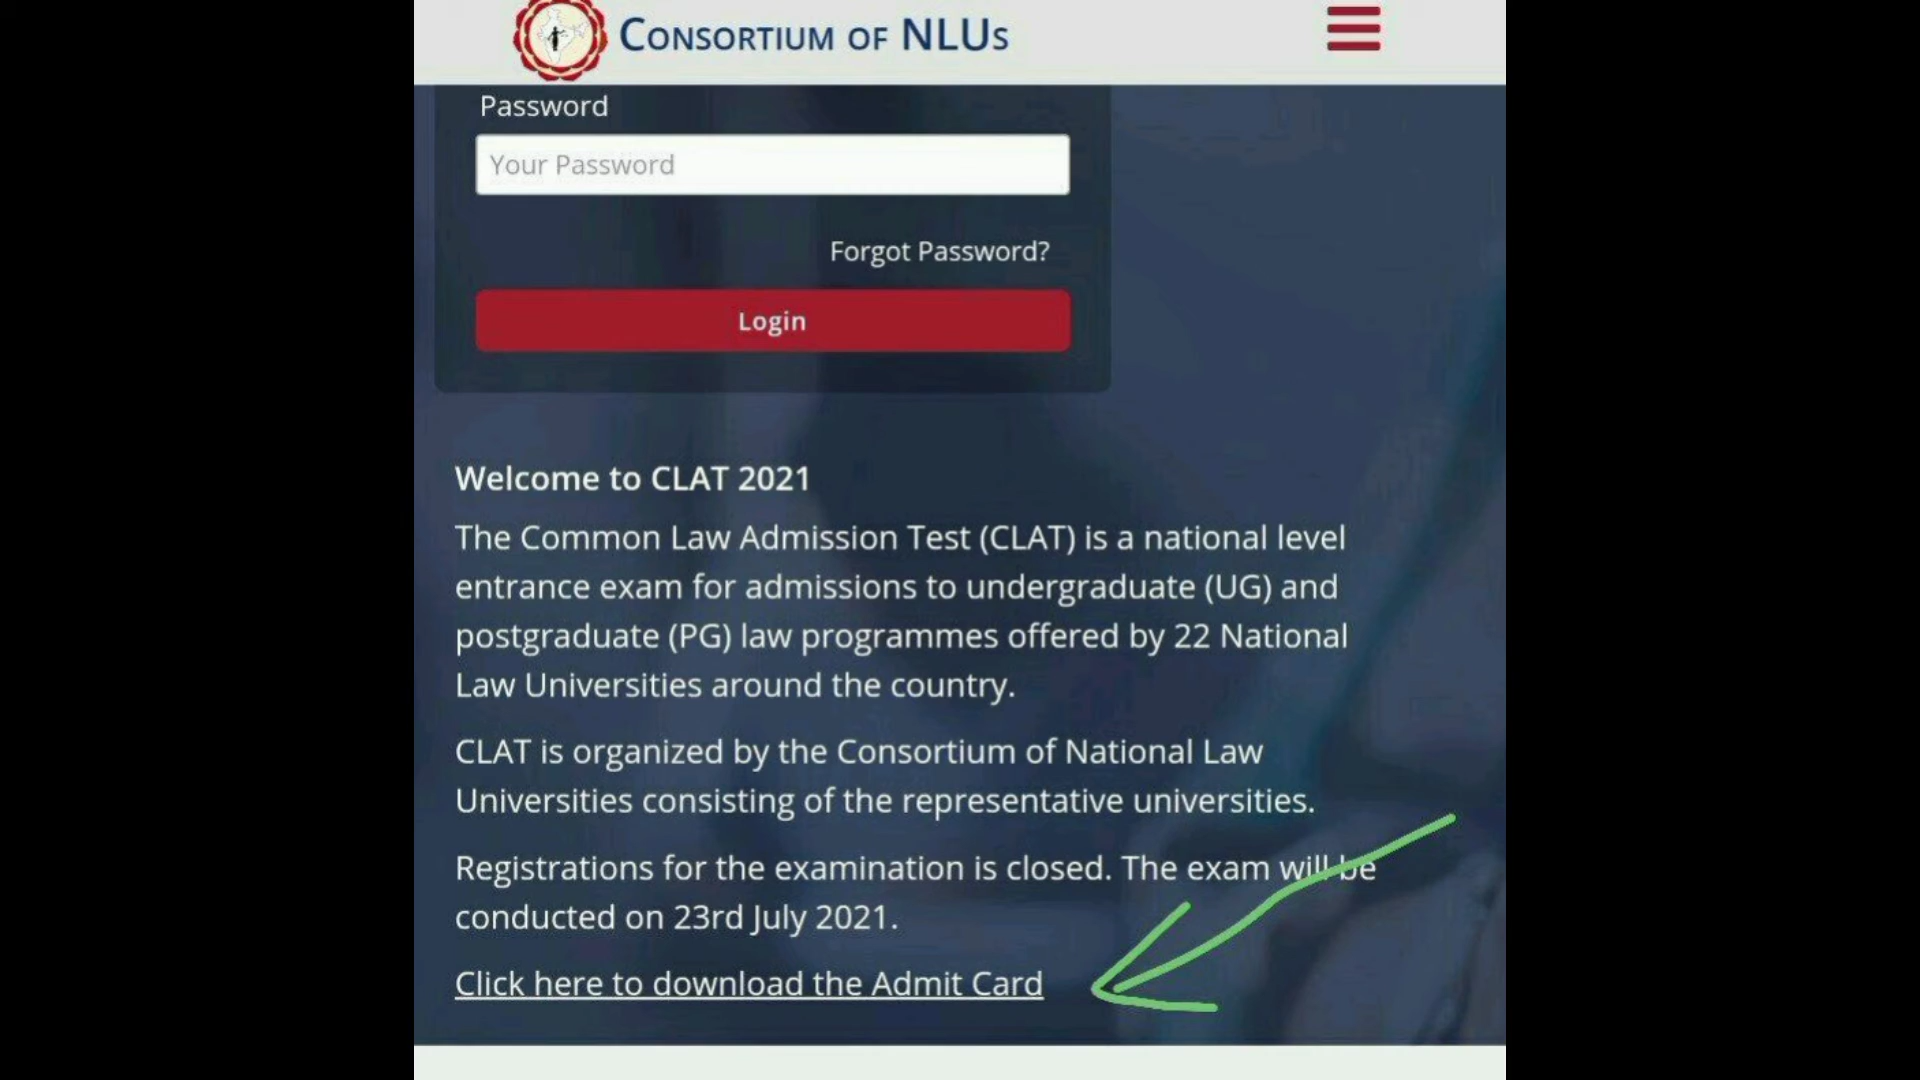 CONSORTIUM OF NLUS
Password
Your Password
Forgot Password?
Login
Welcome to CLAT 2021
The Common Law Admission Test (CLAT) is a national level
entrance exam for admissions to undergraduate (UG) and
postgraduate (PG) law programmes offered by 22 National
Law Universities around the country.
CLAT is organized by the Consortium of National Law
Universities consisting of the representative universities.
Registrations for the examination is closed. The exam will be
conducted on 23rd July 2021.
Click here to download the Admit Card